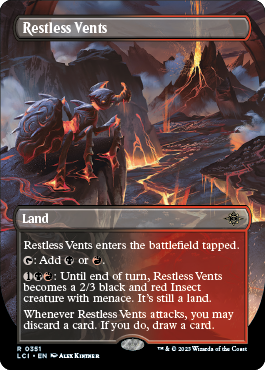 Restless Vents
Land
Restless Vents enters the battlefield tapped.
: Add or .
1 : Until end of turn, Restless Vents
becomes a 2/3 black and red Insect
creature with menace. It's still a land.
Whenever Restless Vents attacks, you may
discard a card. If you do, draw a card.
R 0351
LCI • EN Alex Kintner
™ & © 2023 Wizards of the Coast